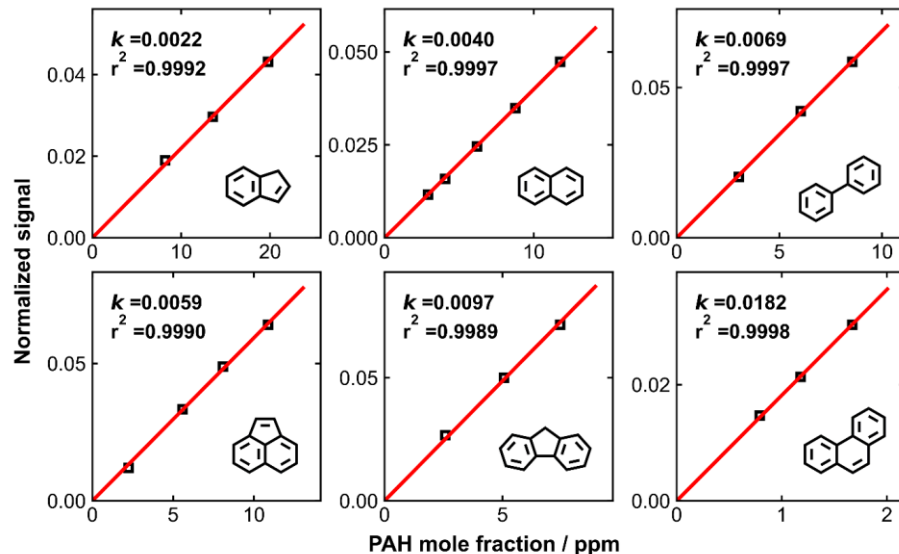 Normalized signal
k=0.0022
r²=0.9992
0.04
0.02
0.00
0
10
20
k=0.0040
r²=0.9997
0.050
0.025
0.000
0
10
k=0.0069
r²=0.9997
0.05
0.00
0
5
10
k=0.0059
r²=0.9990
0.05
0.00
0
5
10
k=0.0097
r²=0.9989
0.05
0.00
0
5
k=0.0182
r²=0.9998
0.02
0.00
0
1
2
PAH mole fraction / ppm